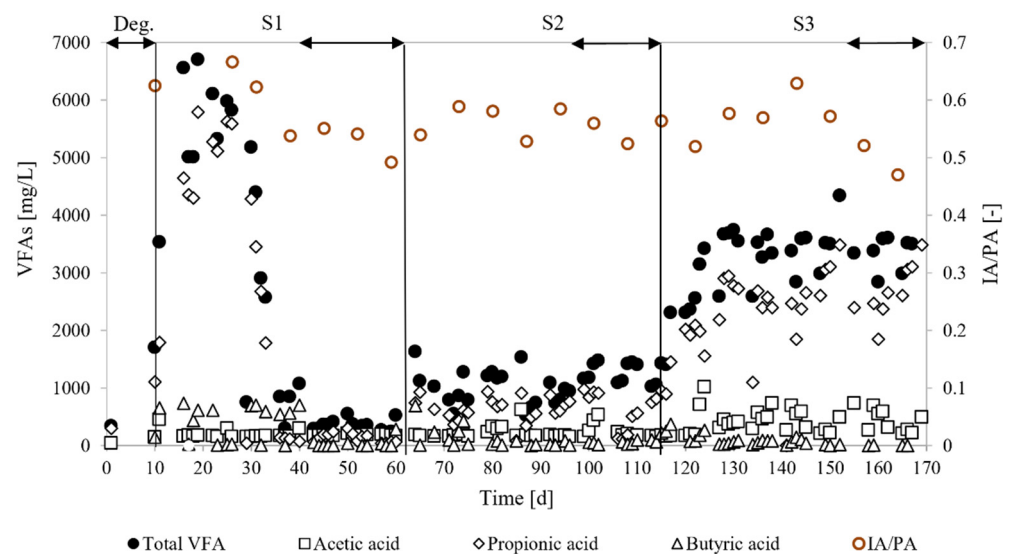 Deg. S1 S2 S3
7000 0.7
6000 0.6
5000 0.5
4000 0.4
3000 0.3
2000 0.2
1000 0.1
0 0
VFAs [mg/L]
IA/PA [-]
0 10 20 30 40 50 60 70 80 90 100 110 120 130 140 150 160 170
Time [d]
Total VFA Acetic acid Propionic acid Butyric acid IA/PA